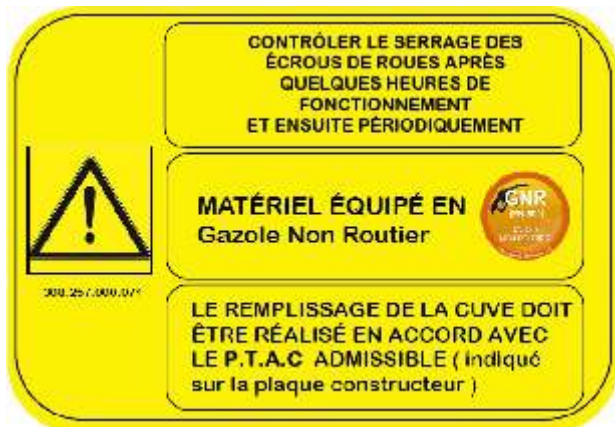 CONTRÓLER LE SERRAGE DES
ÉCROUS DE ROUES APRÈS
QUELQUES HEURES DE
FONCTIONNEMENT
ET ENSUITE PÉRIODIQUEMENT
MATÉRIEL ÉQUIPÉ EN
Gazole Non Routier
GNR
LE REMPLISSAGE DE LA CUVE DOIT
ÊTRE RÉALISÉ EN ACCORD AVEC
LE P.T.A.C ADMISSIBLE ( indiqué
sur la plaque constructeur )